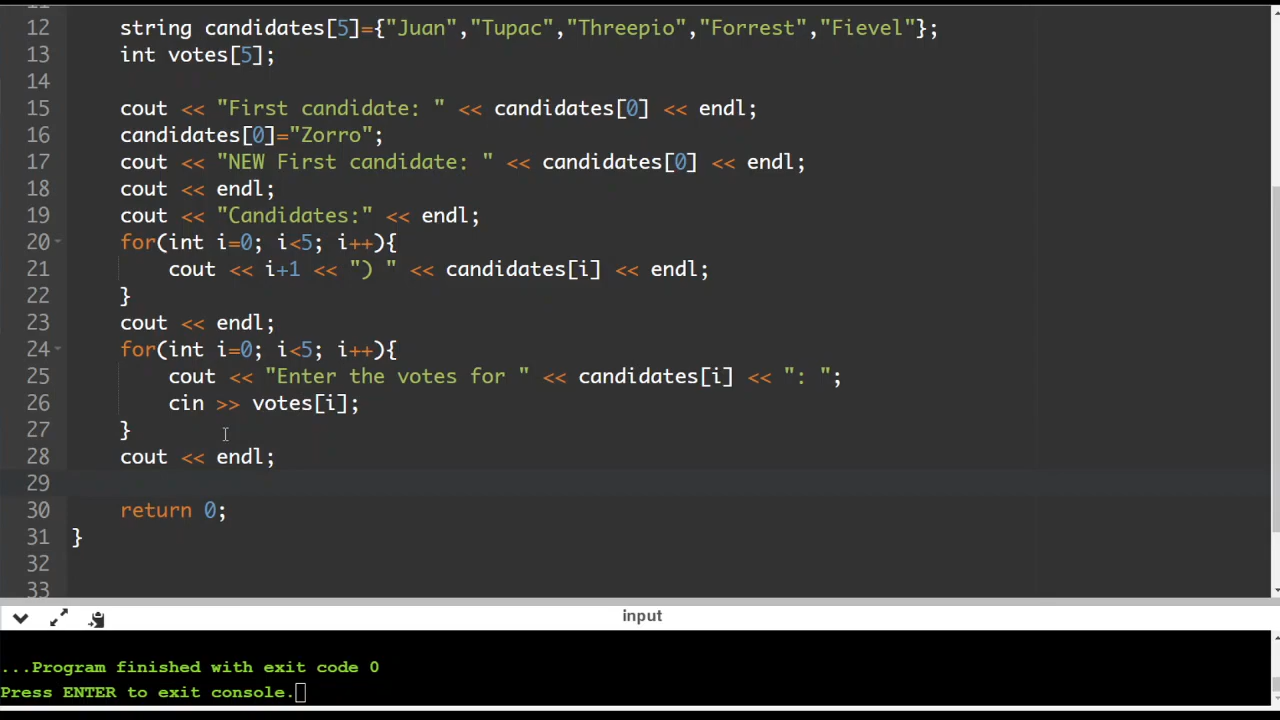 11
12 string candidates[5]={"Juan","Tupac","Threepio","Forrest","Fievel"};
13 int votes[5];
14
15 cout << "First candidate: " << candidates[0] << endl;
16 candidates[0]="Zorro";
17 cout << "NEW First candidate: " << candidates[0] << endl;
18 cout << endl;
19 cout << "Candidates:" << endl;
20 for(int i=0; i<5; i++){
21 cout << i+1 << ") " << candidates[i] << endl;
22 }
23 cout << endl;
24 for(int i=0; i<5; i++){
25 cout << "Enter the votes for " << candidates[i] << ": ";
26 cin >> votes[i];
27 }
28 cout << endl;
29
30 return 0;
31 }
32
33
input
...Program finished with exit code 0
Press ENTER to exit console.